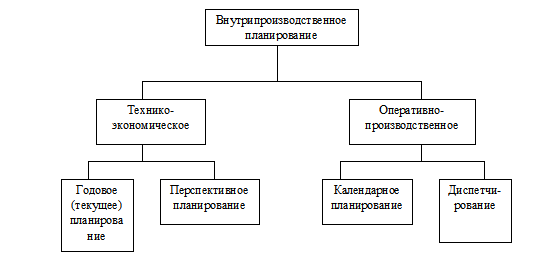 Внутрипроизводственное
планирование
Технико-
экономическое
Оперативно-
производственное
Годовое
(текущее)
планирова
ние
Перспективное
планирование
Календарное
планирование
Диспетчи-
рование